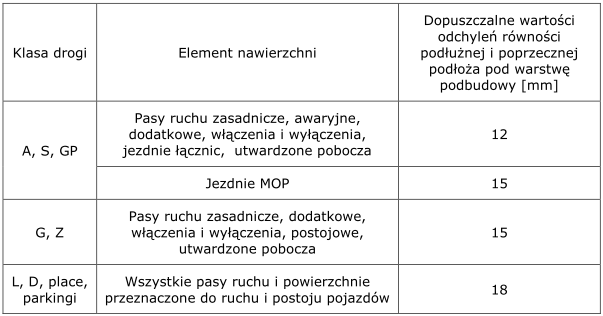 Klasa drogi
Element nawierzchni
Dopuszczalne wartości
odchyleń równości
podłużnej i poprzecznej
podłoża pod warstwę
podbudowy [mm]
A, S, GP
Pasy ruchu zasadnicze, awaryjne,
dodatkowe, włączenia i wyłączenia,
jezdnie łącznic, utwardzone pobocza
12
Jezdnie MOP
15
G, Z
Pasy ruchu zasadnicze, dodatkowe,
włączenia i wyłączenia, postojowe,
utwardzone pobocza
15
L, D, place,
parkingi
Wszystkie pasy ruchu i powierzchnie
przeznaczone do ruchu i postoju pojazdów
18